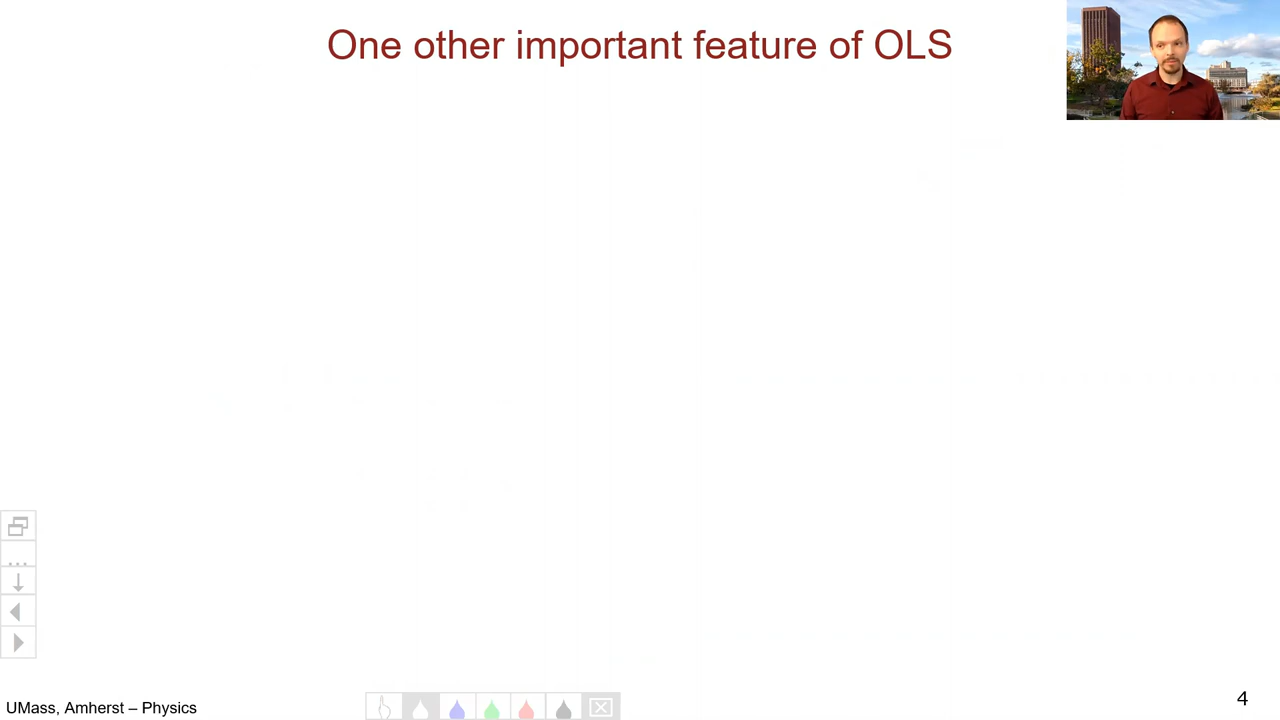 One other important feature of OLS
UMass, Amherst – Physics
4